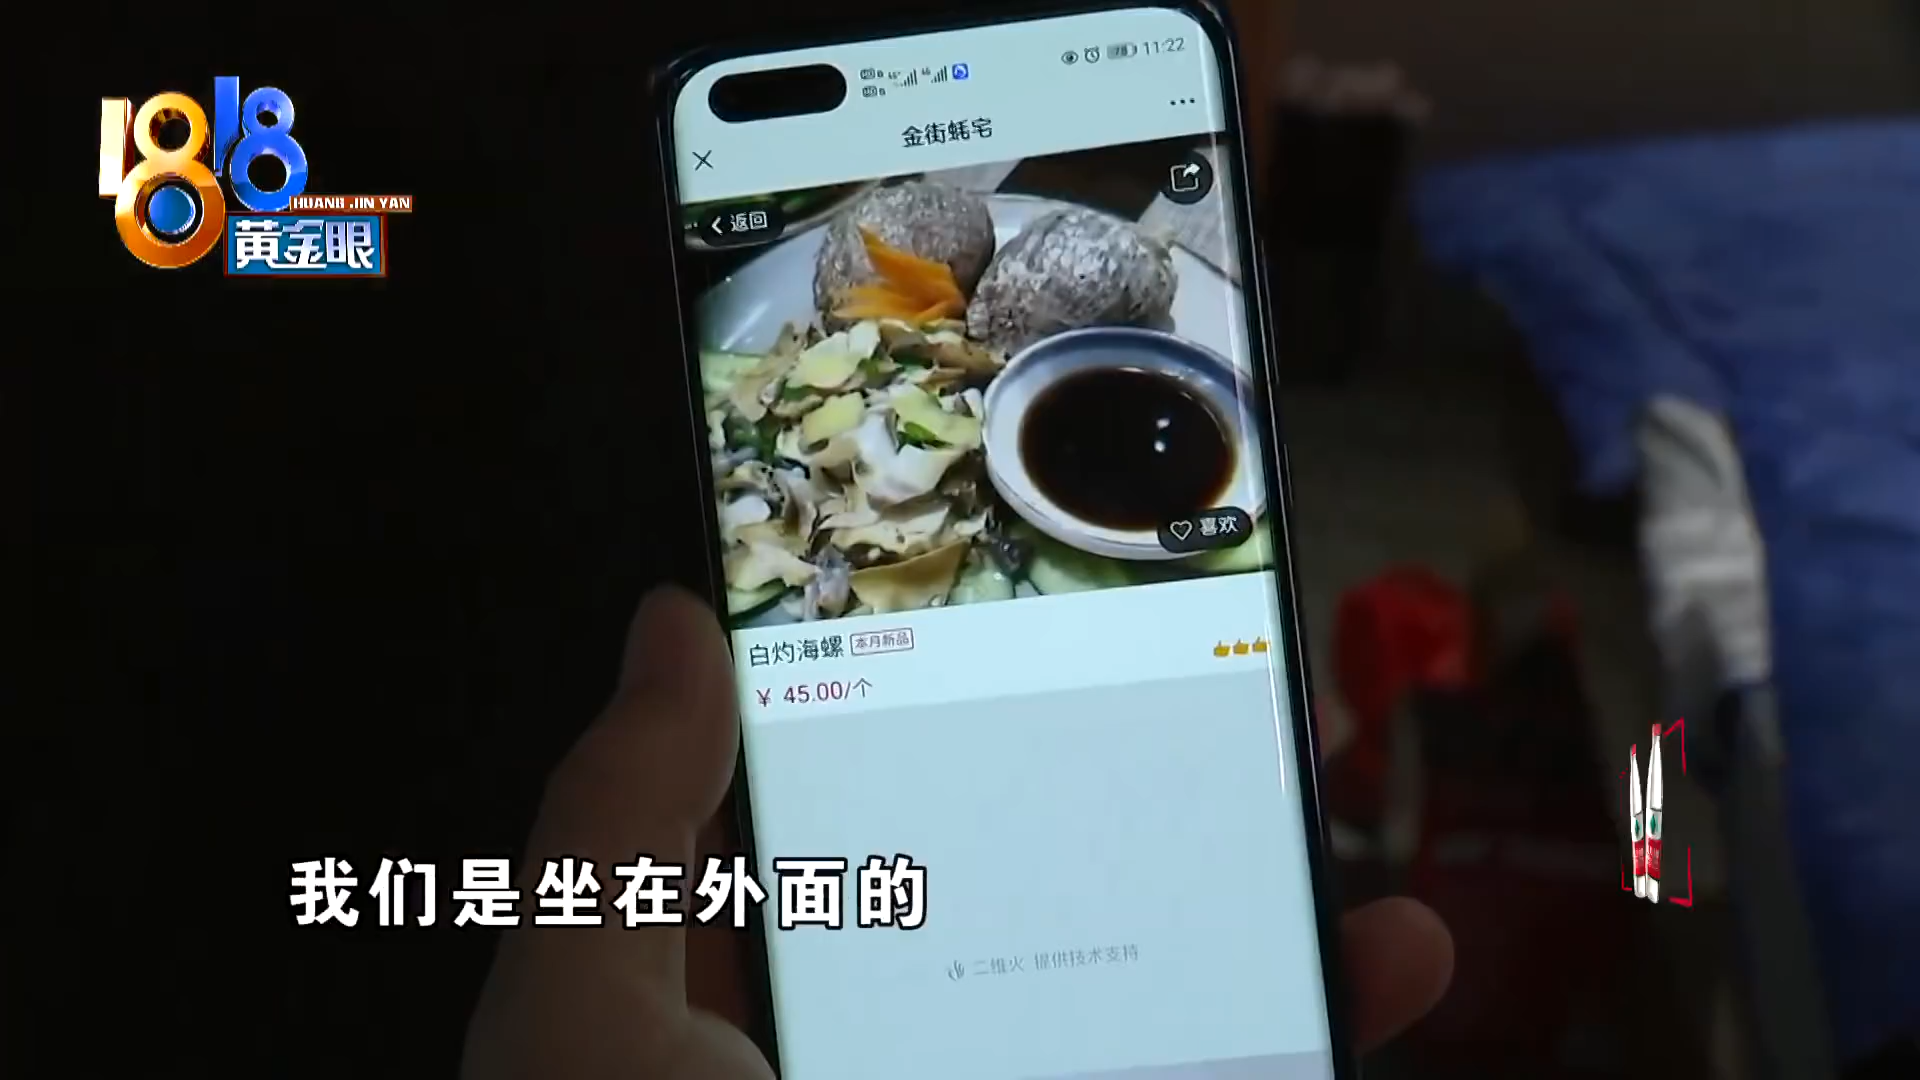 1818
HUANG JIN YAN
黄金眼
11:22
金街蚝宅
返回
喜欢
白灼海螺 本月新品
¥ 45.00/个
二维火 提供技术支持
我们是坐在外面的